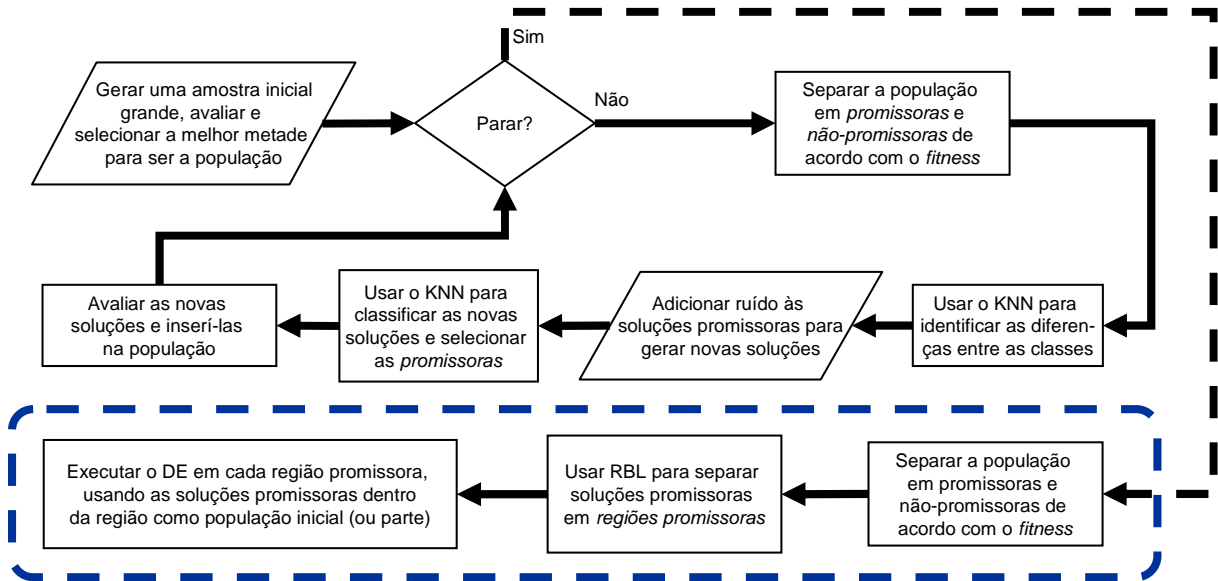 Sim
Gerar uma amostra inicial
grande, avaliar e
selecionar a melhor metade
para ser a população
Parar?
Não
Separar a população
em promissoras e
não-promissoras de
acordo com o fitness
Avaliar as novas
soluções e inserí-las
na população
Usar o KNN para
classificar as novas
soluções e selecionar
as promissoras
Adicionar ruído às
soluções promissoras para
gerar novas soluções
Usar o KNN para
identificar as diferen-
ças entre as classes
Executar o DE em cada região promissora,
usando as soluções promissoras dentro
da região como população inicial (ou parte)
Usar RBL para separar
soluções promissoras
em regiões promissoras
Separar a população
em promissoras e
não-promissoras de
acordo com o fitness